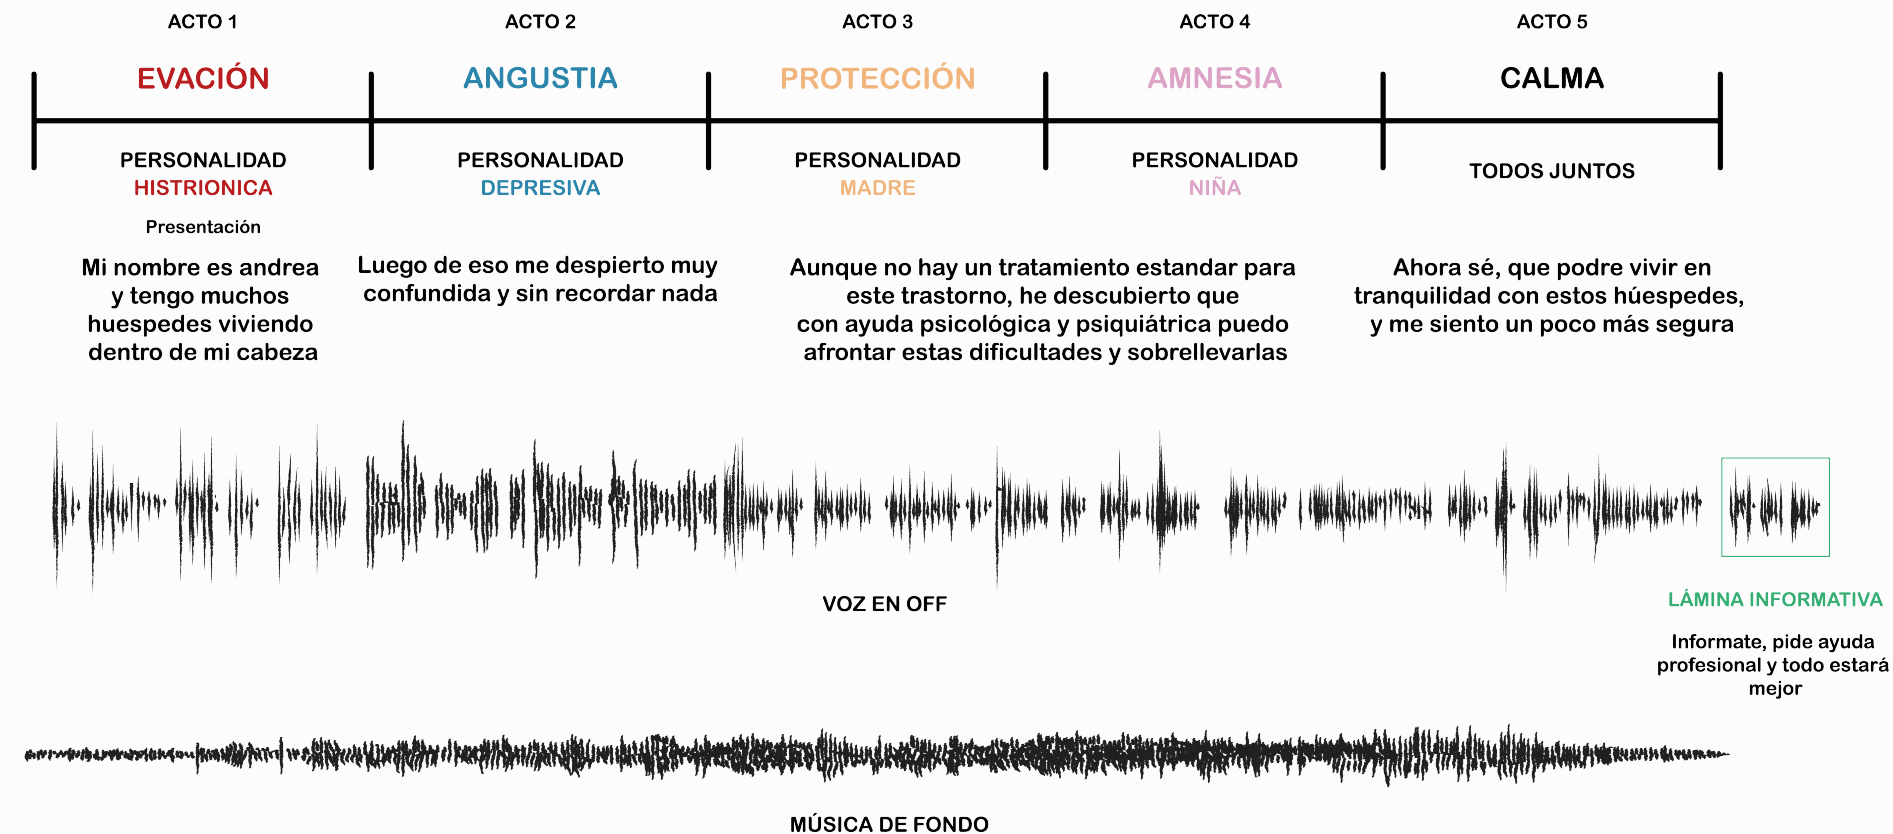 ACTO 1
ACTO 2
ACTO 3
ACTO 4
ACTO 5
EVACIÓN
ANGUSTIA
PROTECCIÓN
AMNESIA
CALMA
PERSONALIDAD
HISTRIONICA
PERSONALIDAD
DEPRESIVA
PERSONALIDAD
MADRE
PERSONALIDAD
NIÑA
TODOS JUNTOS
Presentación
Mi nombre es andrea
y tengo muchos
huespedes viviendo
dentro de mi cabeza
Luego de eso me despierto muy
confundida y sin recordar nada
Aunque no hay un tratamiento estandar para
este trastorno, he descubierto que
con ayuda psicológica y psiquiátrica puedo
afrontar estas dificultades y sobrellevarlas
Ahora sé, que podre vivir en
tranquilidad con estos húespedes,
y me siento un poco más segura
VOZ EN OFF
LÁMINA INFORMATIVA
Informate, pide ayuda
profesional y todo estará
mejor
MÚSICA DE FONDO